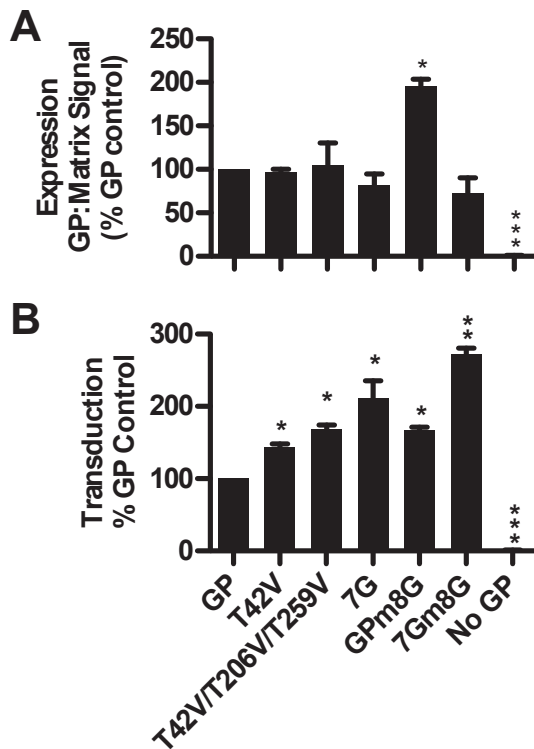 A
Expression
GP:Matrix Signal
(% GP control)
250
200
150
100
50
0
*
***
B
Transduction
% GP Control
300
200
100
0
*
*
*
*
**
***
GP
T42V
T42V/T206V/T259V
7G
GPm8G
7Gm8G
No GP